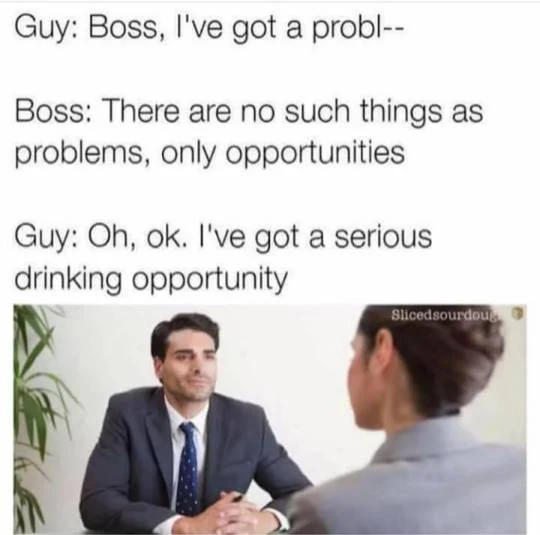 Guy: Boss, I've got a probl--
Boss: There are no such things as
problems, only opportunities
Guy: Oh, ok. I've got a serious
drinking opportunity